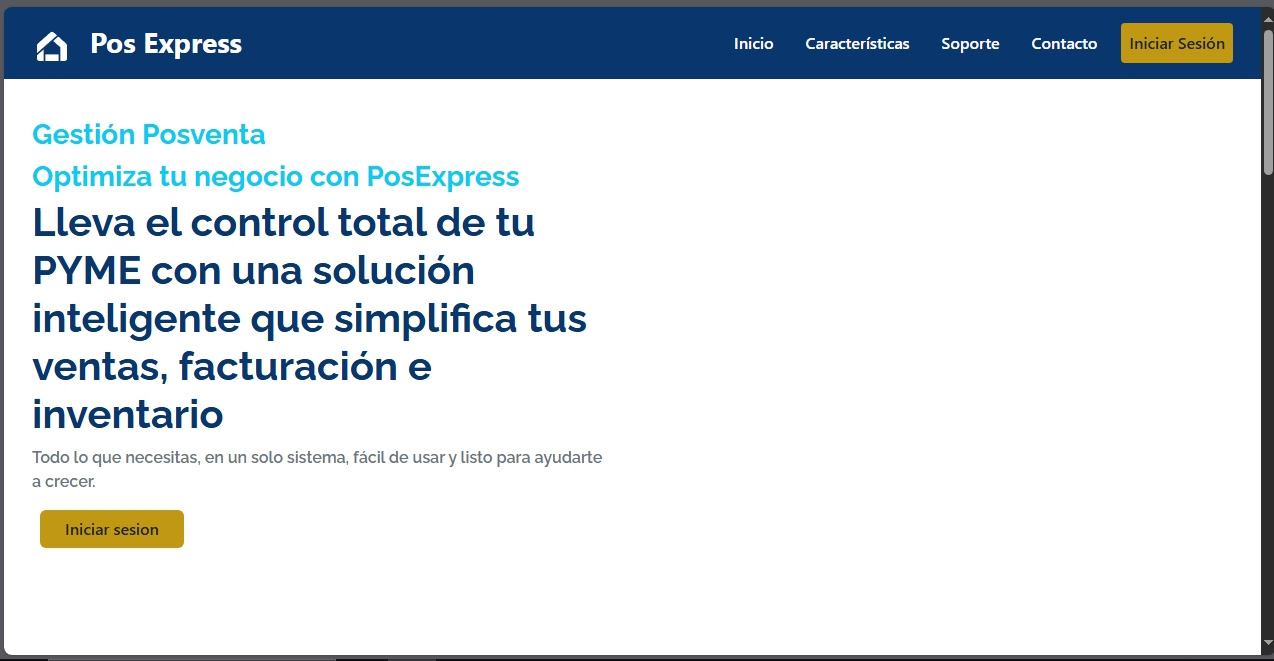 Pos Express
Inicio
Características
Soporte
Contacto
Iniciar Sesión
Gestión Posventa
Optimiza tu negocio con PosExpress
Lleva el control total de tu
PYME con una solución
inteligente que simplifica tus
ventas, facturación e
inventario
Todo lo que necesitas, en un solo sistema, fácil de usar y listo para ayudarte
a crecer.
Iniciar sesion